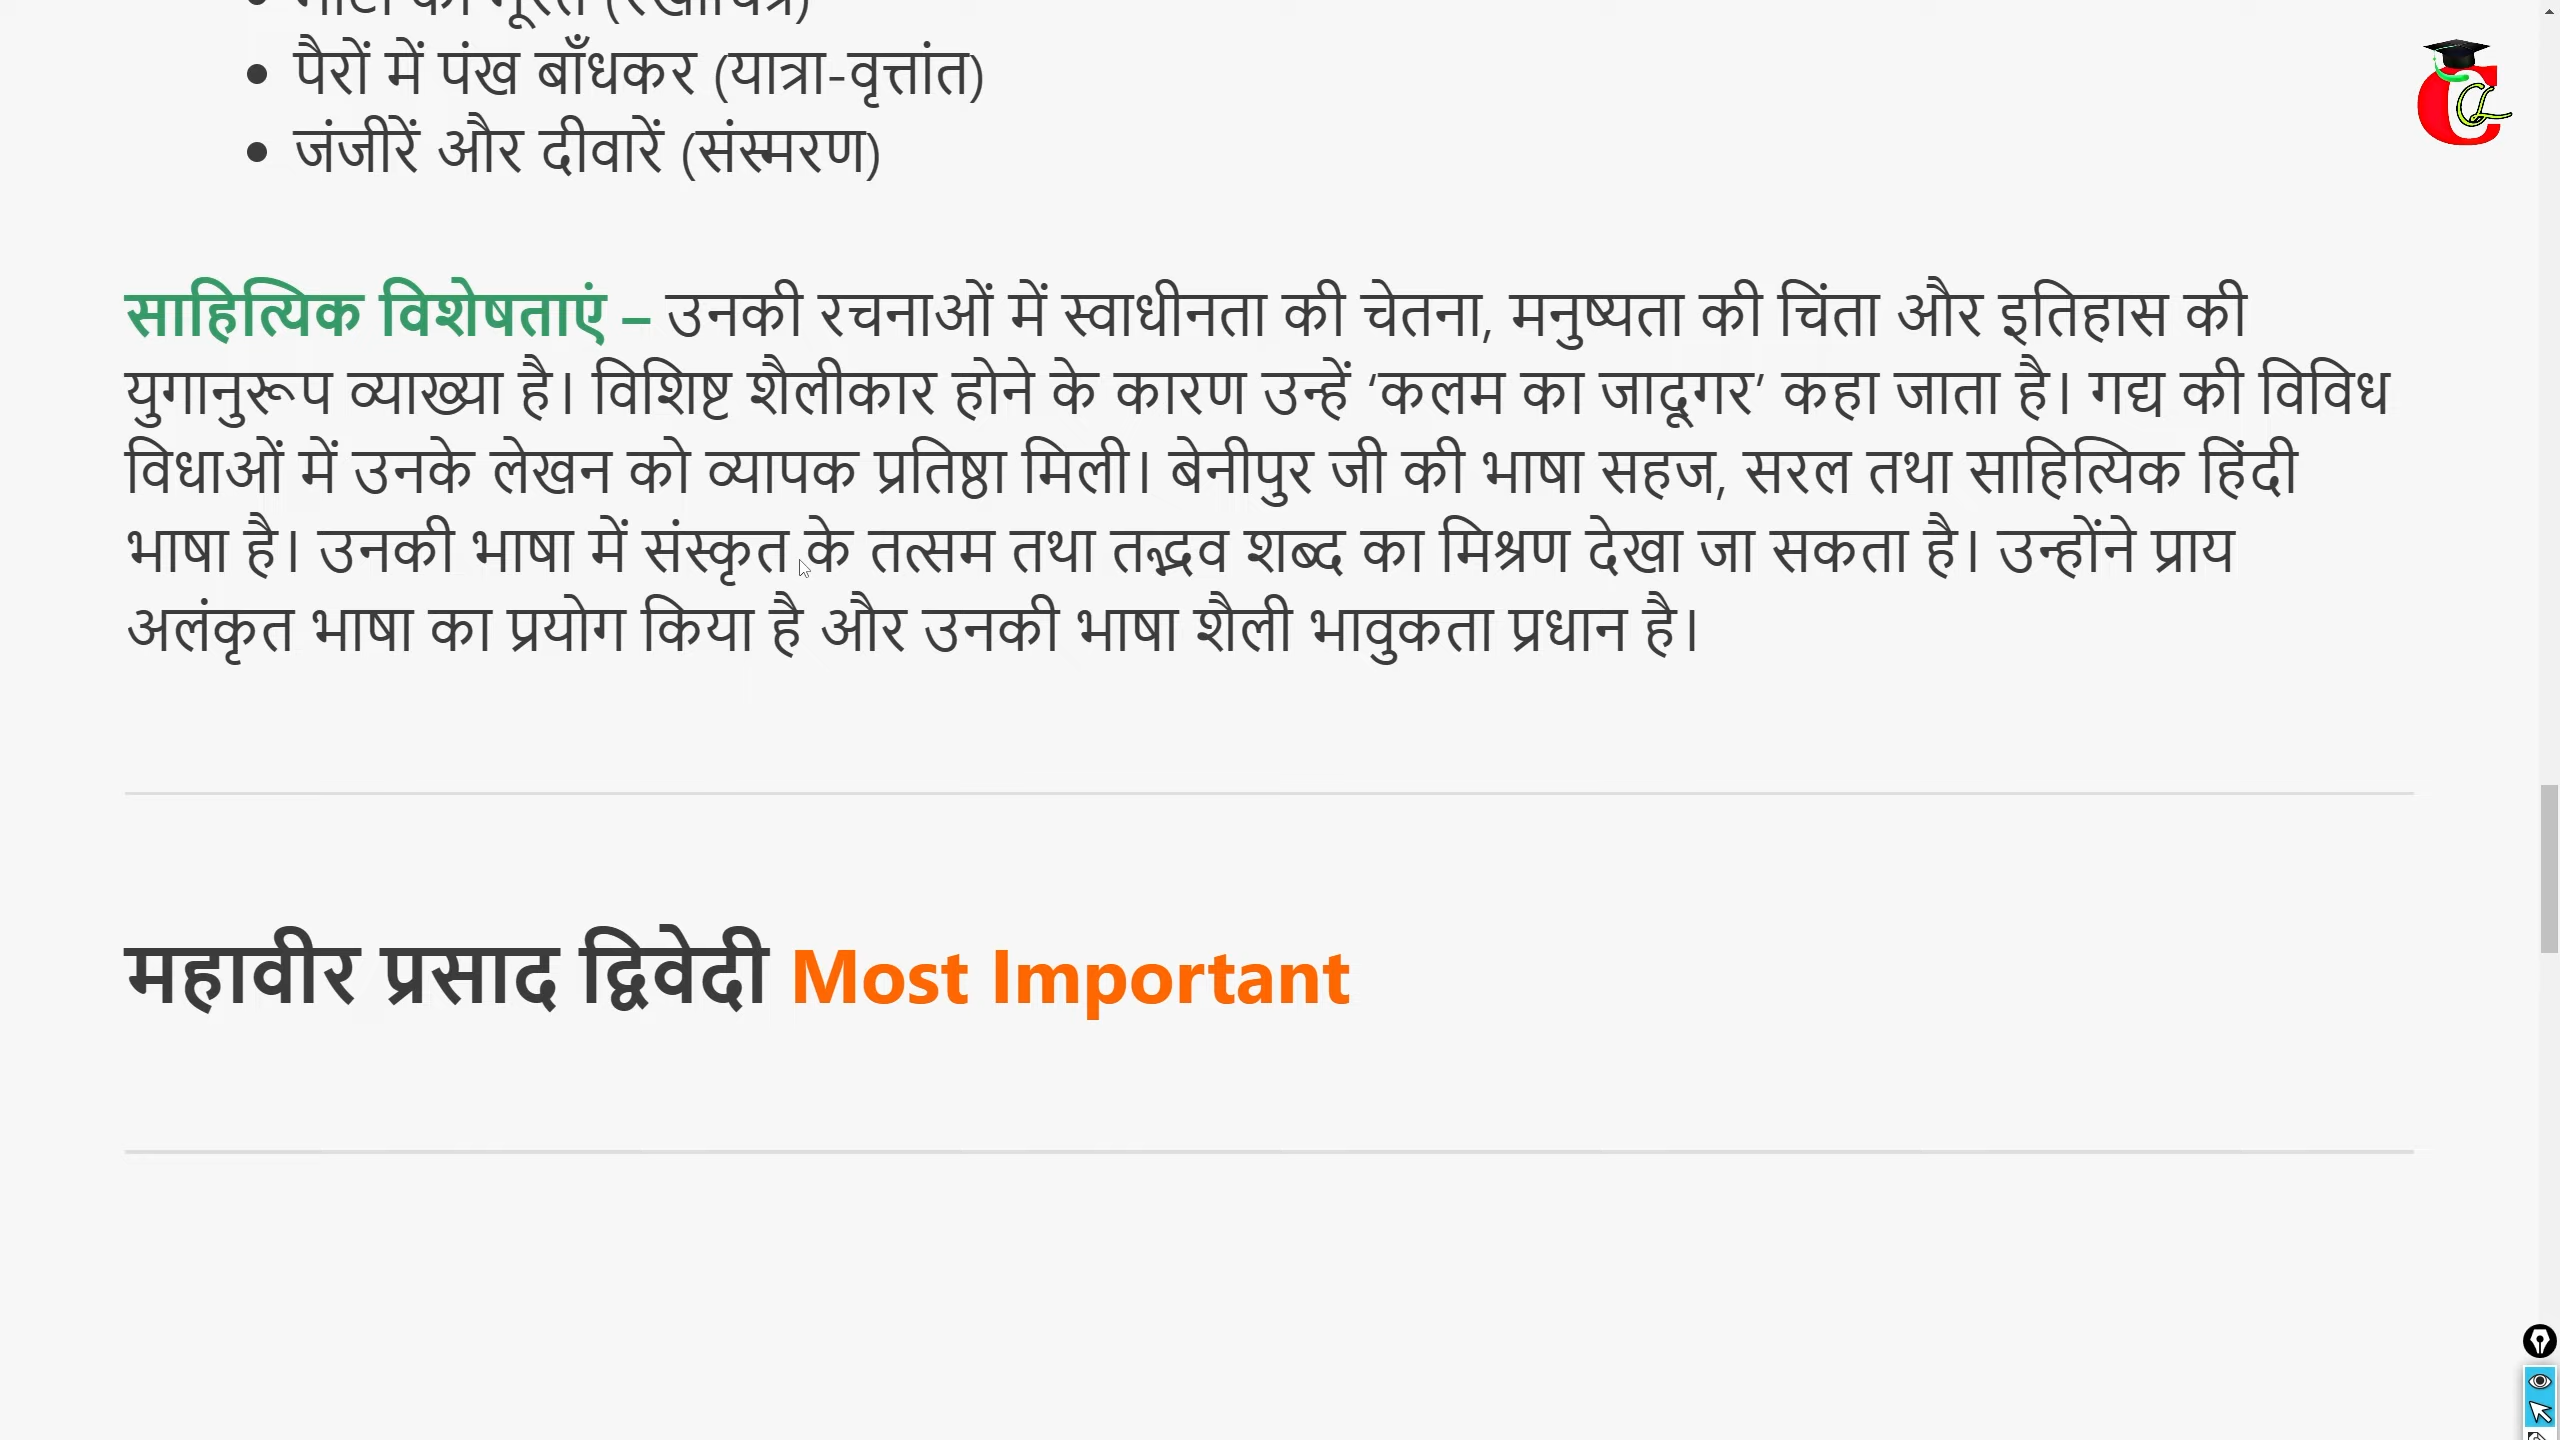 • पैरों में पंख बाँधकर (यात्रा-वृत्तांत)
• जंजीरें और दीवारें (संस्मरण)
साहित्यिक विशेषताएं – उनकी रचनाओं में स्वाधीनता की चेतना, मनुष्यता की चिंता और इतिहास की
युगानुरूप व्याख्या है। विशिष्ट शैलीकार होने के कारण उन्हें ‘कलम का जादूगर’ कहा जाता है। गद्य की विविध
विधाओं में उनके लेखन को व्यापक प्रतिष्ठा मिली। बेनीपुर जी की भाषा सहज, सरल तथा साहित्यिक हिंदी
भाषा है। उनकी भाषा में संस्कृत के तत्सम तथा तद्भव शब्द का मिश्रण देखा जा सकता है। उन्होंने प्राय
अलंकृत भाषा का प्रयोग किया है और उनकी भाषा शैली भावुकता प्रधान है।
महावीर प्रसाद द्विवेदी Most Important